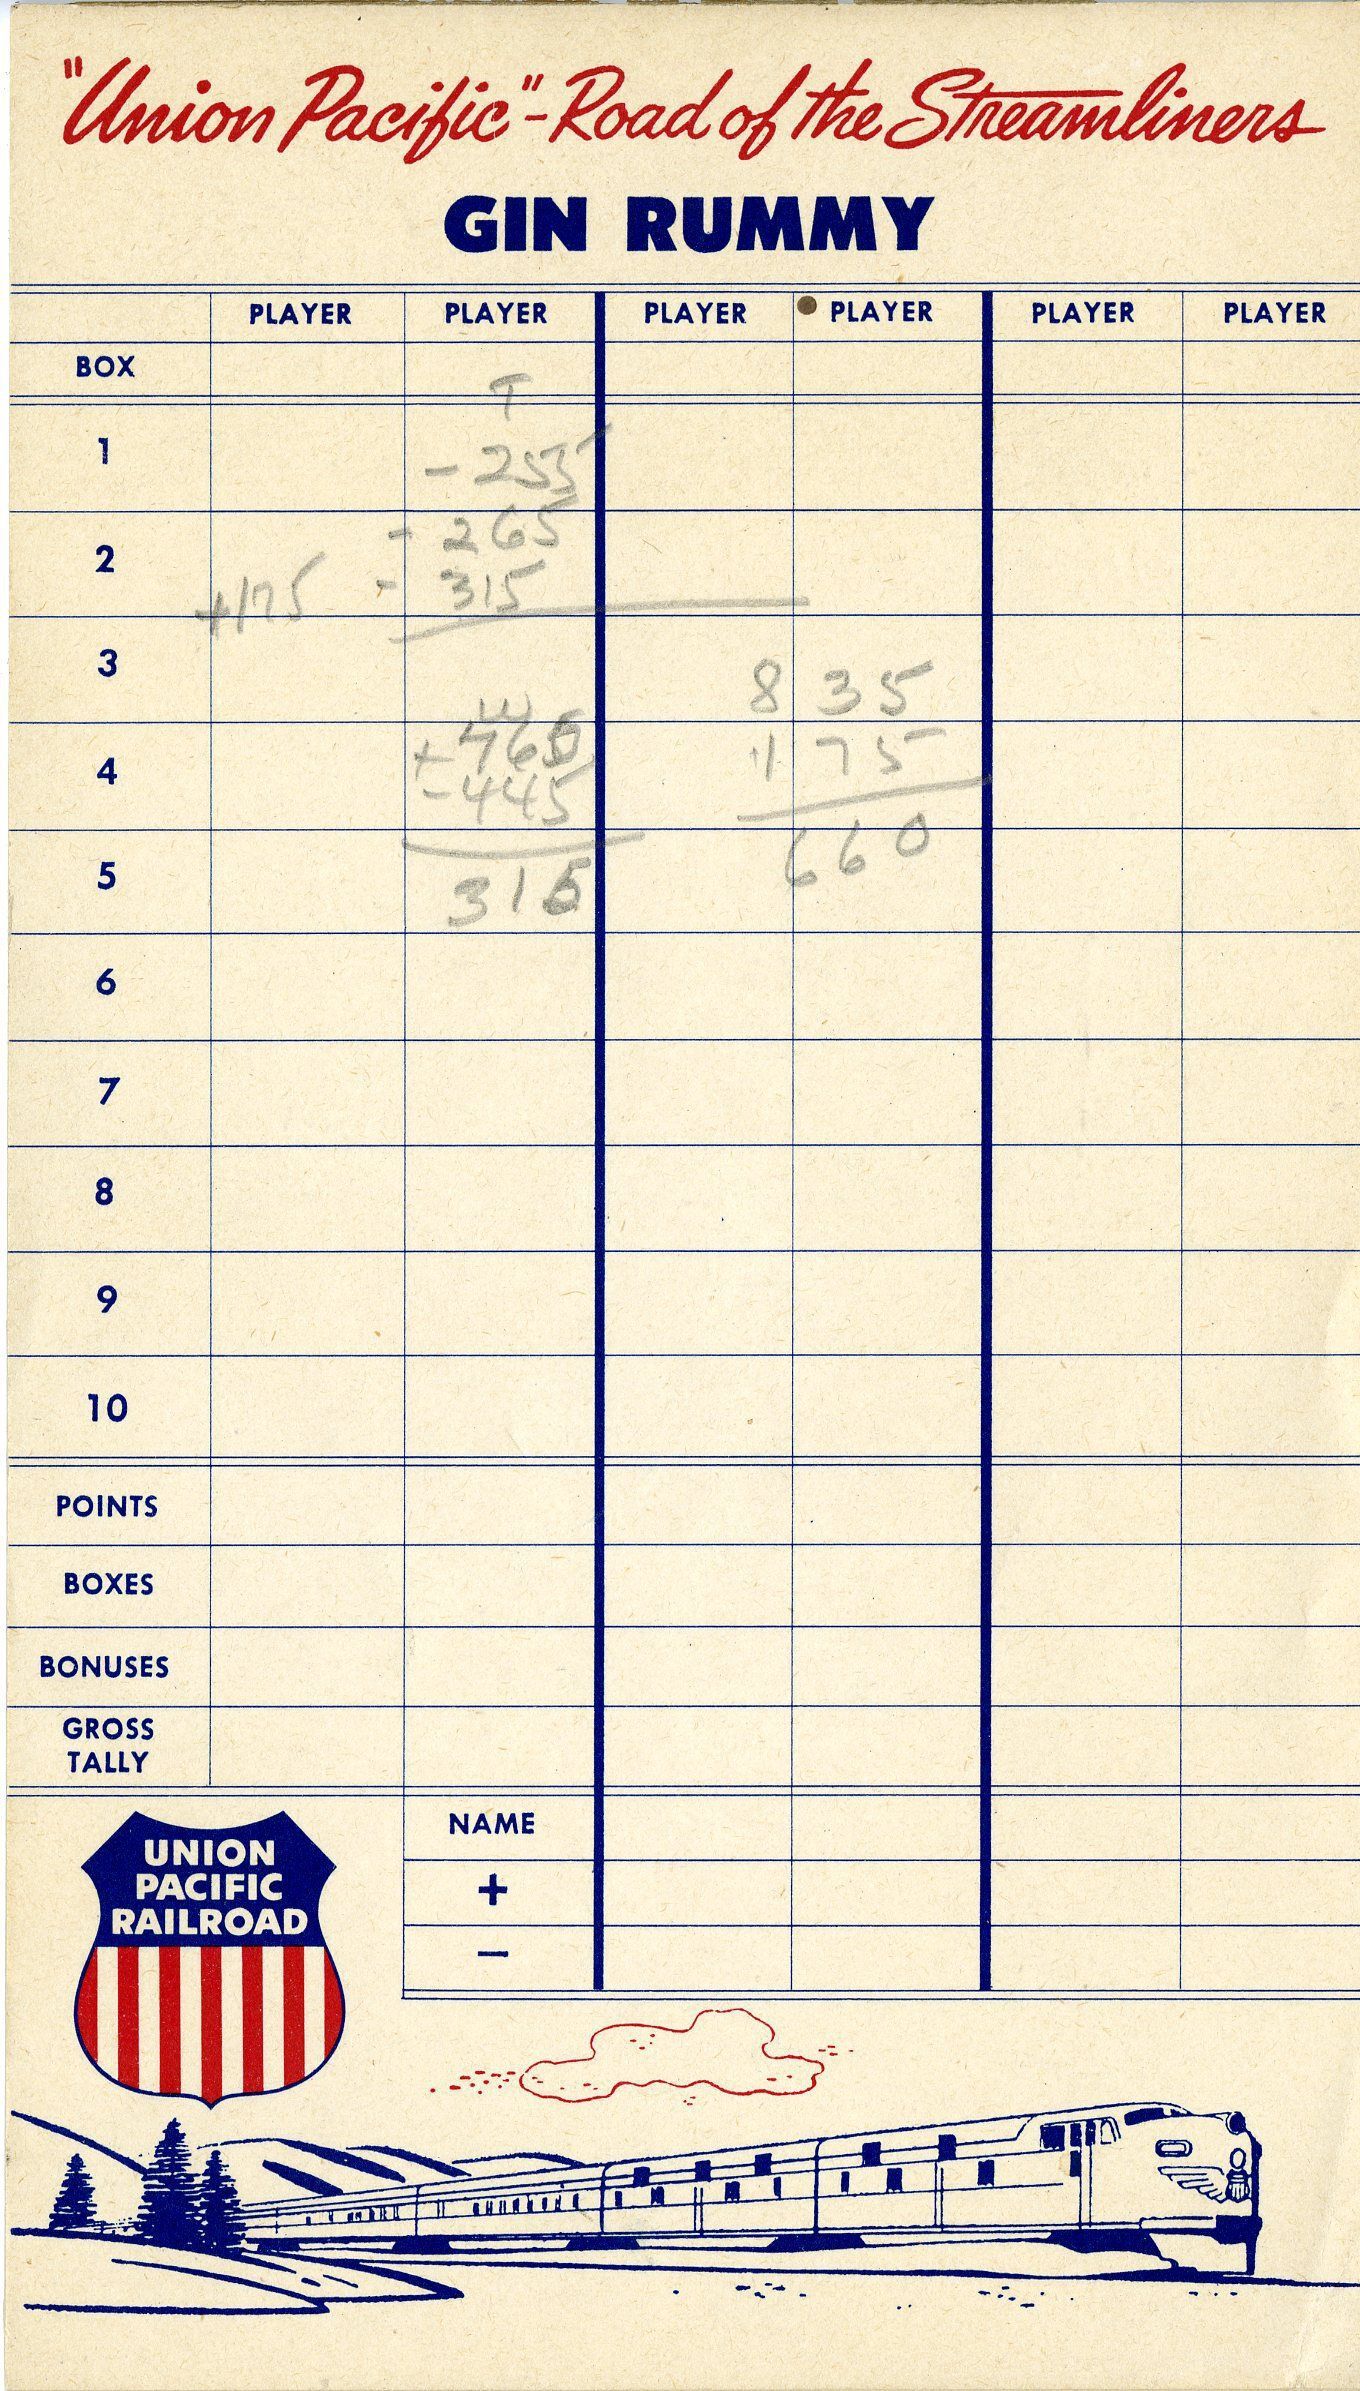 "Union Pacific" - Road of the Streamliners
GIN RUMMY
PLAYER PLAYER PLAYER PLAYER PLAYER PLAYER
BOX
T
1
- 255
2
- 265
+175 - 315
3
835
4
- 445
175
5
315
660
6
7
8
9
10
POINTS
BOXES
BONUSES
GROSS
TALLY
NAME
+
-
UNION
PACIFIC
RAILROAD